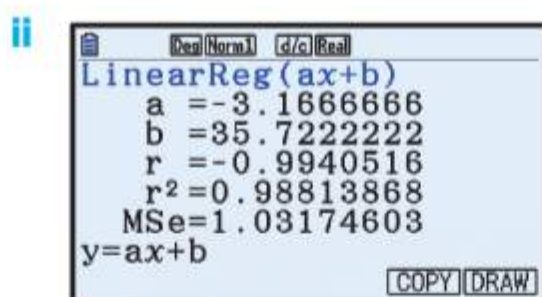 ii
Deg Norm1 d/c Real
LinearReg(ax+b)
a =-3.1666666
b =35.7222222
r =-0.9940516
r²=0.98813868
MSe=1.03174603
y=ax+b
COPY DRAW